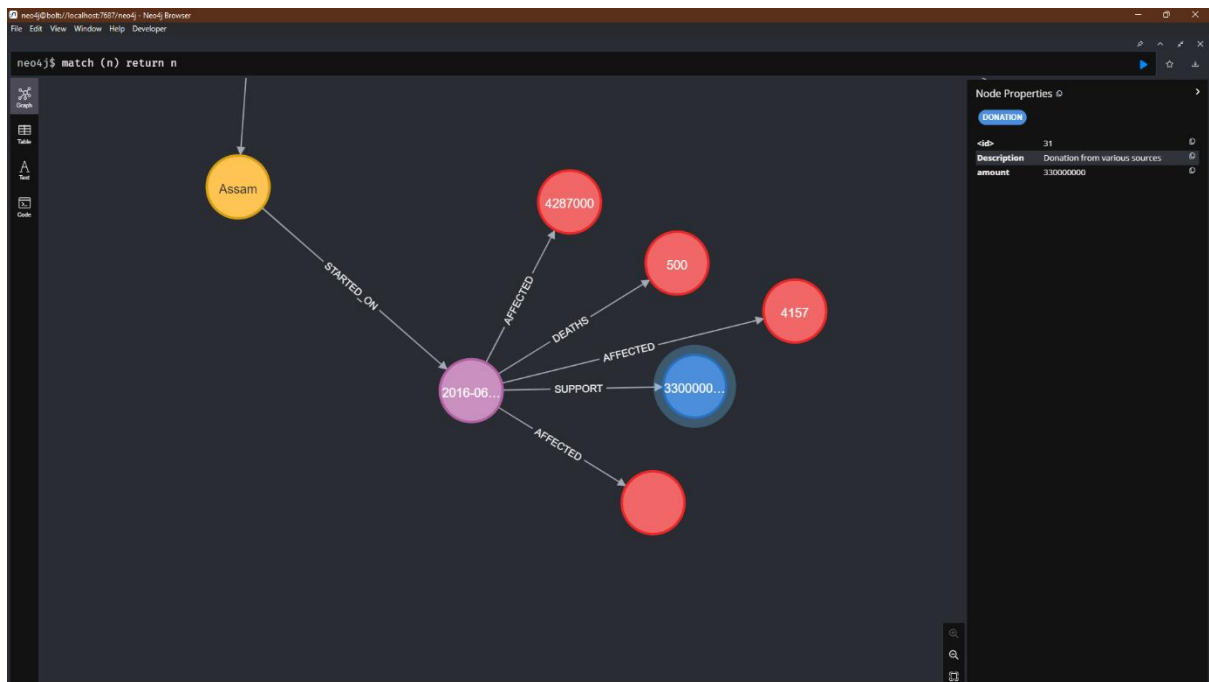 neo4j@bolt://localhost:7687/neo4j - Neo4j Browser
File Edit View Window Help Developer
neo4j$ match (n) return n
Graph
Table
Text
Code
Assam
STARTED_ON
4287000
AFFECTED
500
DEATHS
4157
AFFECTED
2016-06...
SUPPORT
3300000...
AFFECTED
Node Properties
DONATION
<id> 31
Description Donation from various sources
amount 330000000